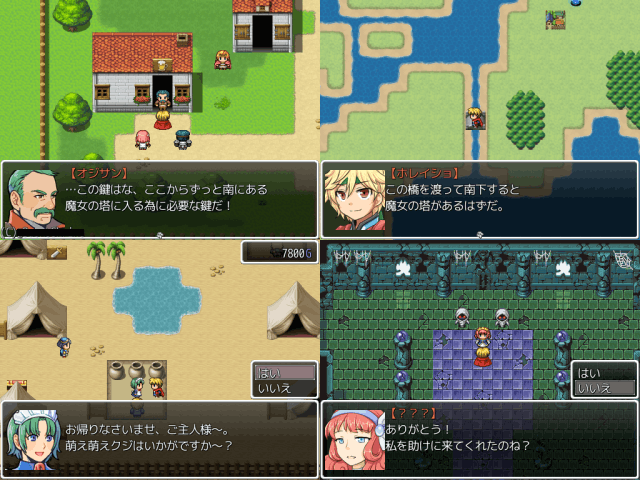 【オジサン】
…この鍵はな、ここからずっと南にある
魔女の塔に入る為に必要な鍵だ！
【ホレイショ】
この橋を渡って南下すると
魔女の塔があるはずだ。
7800G
はい
いいえ
お帰りなさいませ、ご主人様～。
萌え萌えクジはいかがですか～？
はい
いいえ
【？？？】
ありがとう！
私を助けに来てくれたのね？